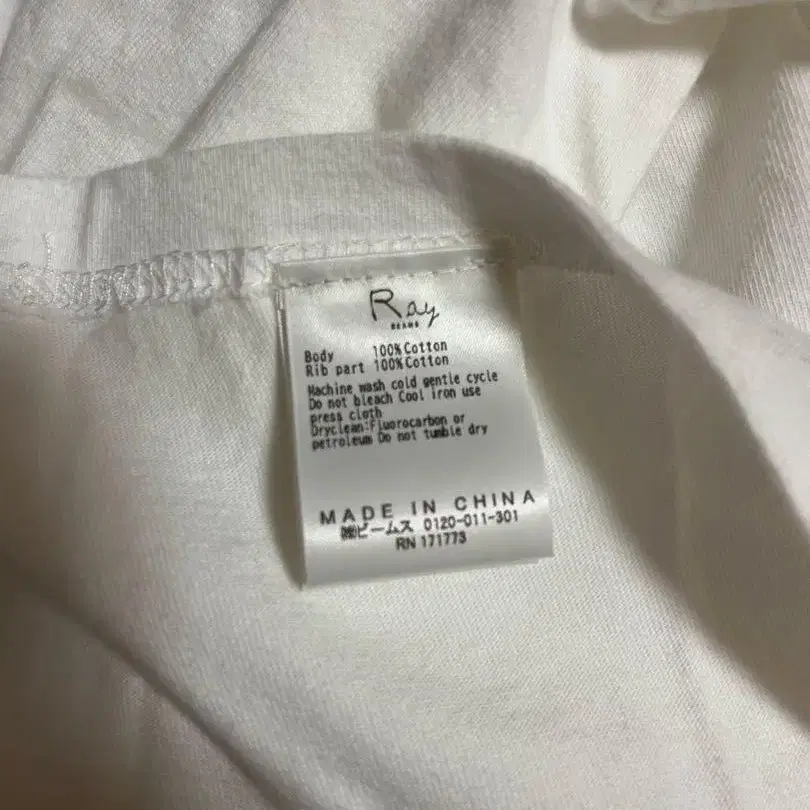 Ray
BEAMS
Body 100%Cotton
Rib part 100%Cotton
Machine wash cold gentle cycle
Do not bleach Cool iron use
press cloth
Dryclean:Fluorocarbon or
petroleum Do not tumble dry
MADE IN CHINA
㈱ビームス 0120-011-301
RN 171773